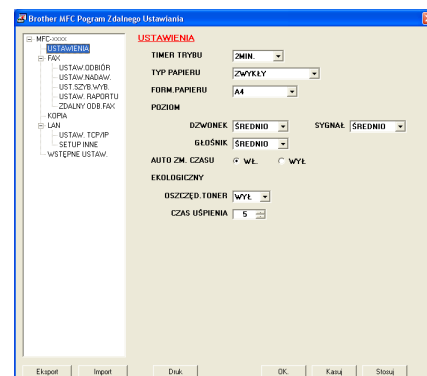 Brother MFC Pogram Zdalnego Ustawiania
MFC-xxxx
USTAWIENIA
FAX
USTAW.ODBIÓR
USTAW.NADAW.
UST.SZYB.WYB.
USTAW. RAPORTU
ZDALNY ODB.FAX
KOPIA
LAN
USTAW. TCP/IP
SETUP INNE
WSTĘPNE USTAW.
USTAWIENIA
TIMER TRYBU 2MIN.
TYP PAPIERU ZWYKŁY
FORM.PAPIERU A4
POZIOM
DZWONEK ŚREDNIO SYGNAŁ ŚREDNIO
GŁOŚNIK ŚREDNIO
AUTO ZM. CZASU WŁ. WYŁ
EKOLOGICZNY
OSZCZĘD.TONER WYŁ.
CZAS UŚPIENIA 5
Eksport Import Druk OK. Kasuj Stosuj